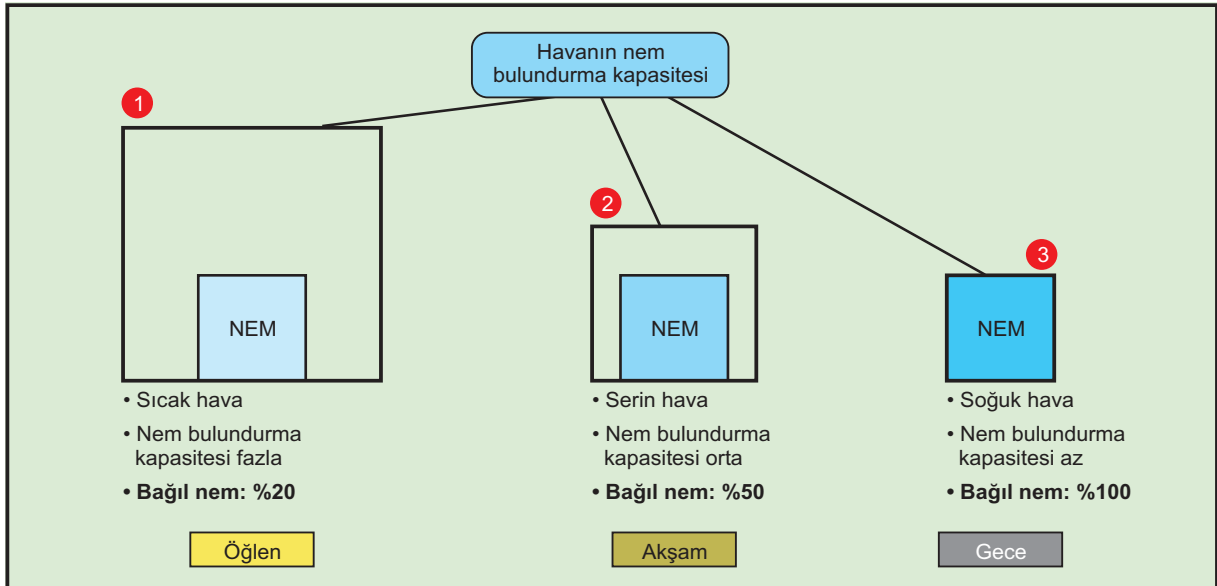 Havanın nem
bulundurma kapasitesi
1
NEM
• Sıcak hava
• Nem bulundurma
kapasitesi fazla
• Bağıl nem: %20
Öğlen
2
NEM
• Serin hava
• Nem bulundurma
kapasitesi orta
• Bağıl nem: %50
Akşam
3
NEM
• Soğuk hava
• Nem bulundurma
kapasitesi az
• Bağıl nem: %100
Gece